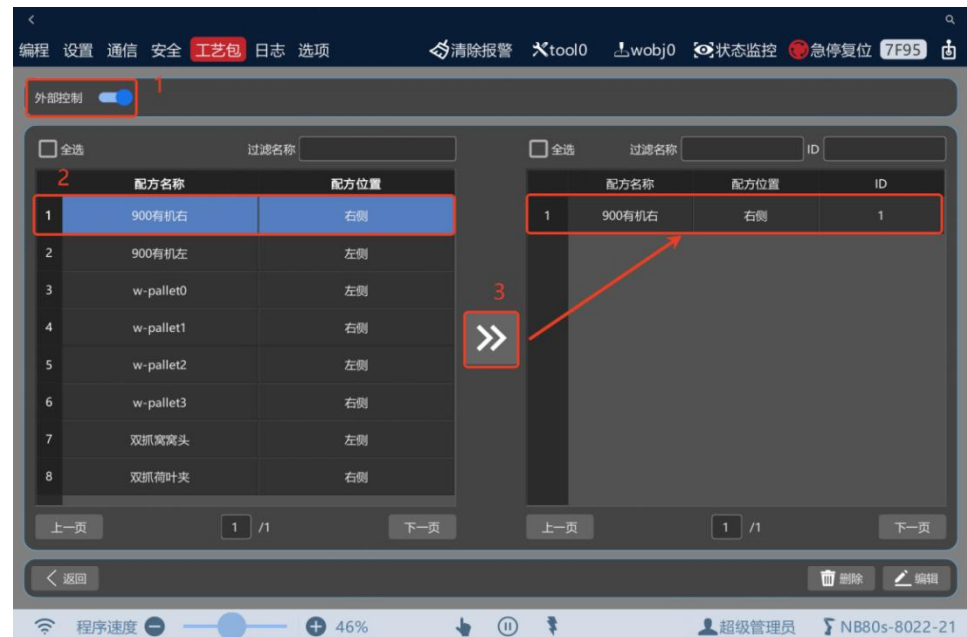 编程 设置 通信 安全 工艺包 日志 选项 清除报警 tool0 wobj0 状态监控 急停复位 7F95
外部控制 1
全选 过滤名称 全选 过滤名称 ID
2 配方名称 配方位置 配方名称 配方位置 ID
1 900有机右 右侧 1 900有机右 右侧 1
2 900有机左 左侧
3 w-pallet0 左侧 3
4 w-pallet1 右侧
5 w-pallet2 左侧
6 w-pallet3 右侧
7 双抓窝窝头 左侧
8 双抓荷叶夹 右侧
上一页 1 /1 下一页 上一页 1 /1 下一页
返回 删除 编辑
程序速度 46% 超级管理员 NB80s-8022-21